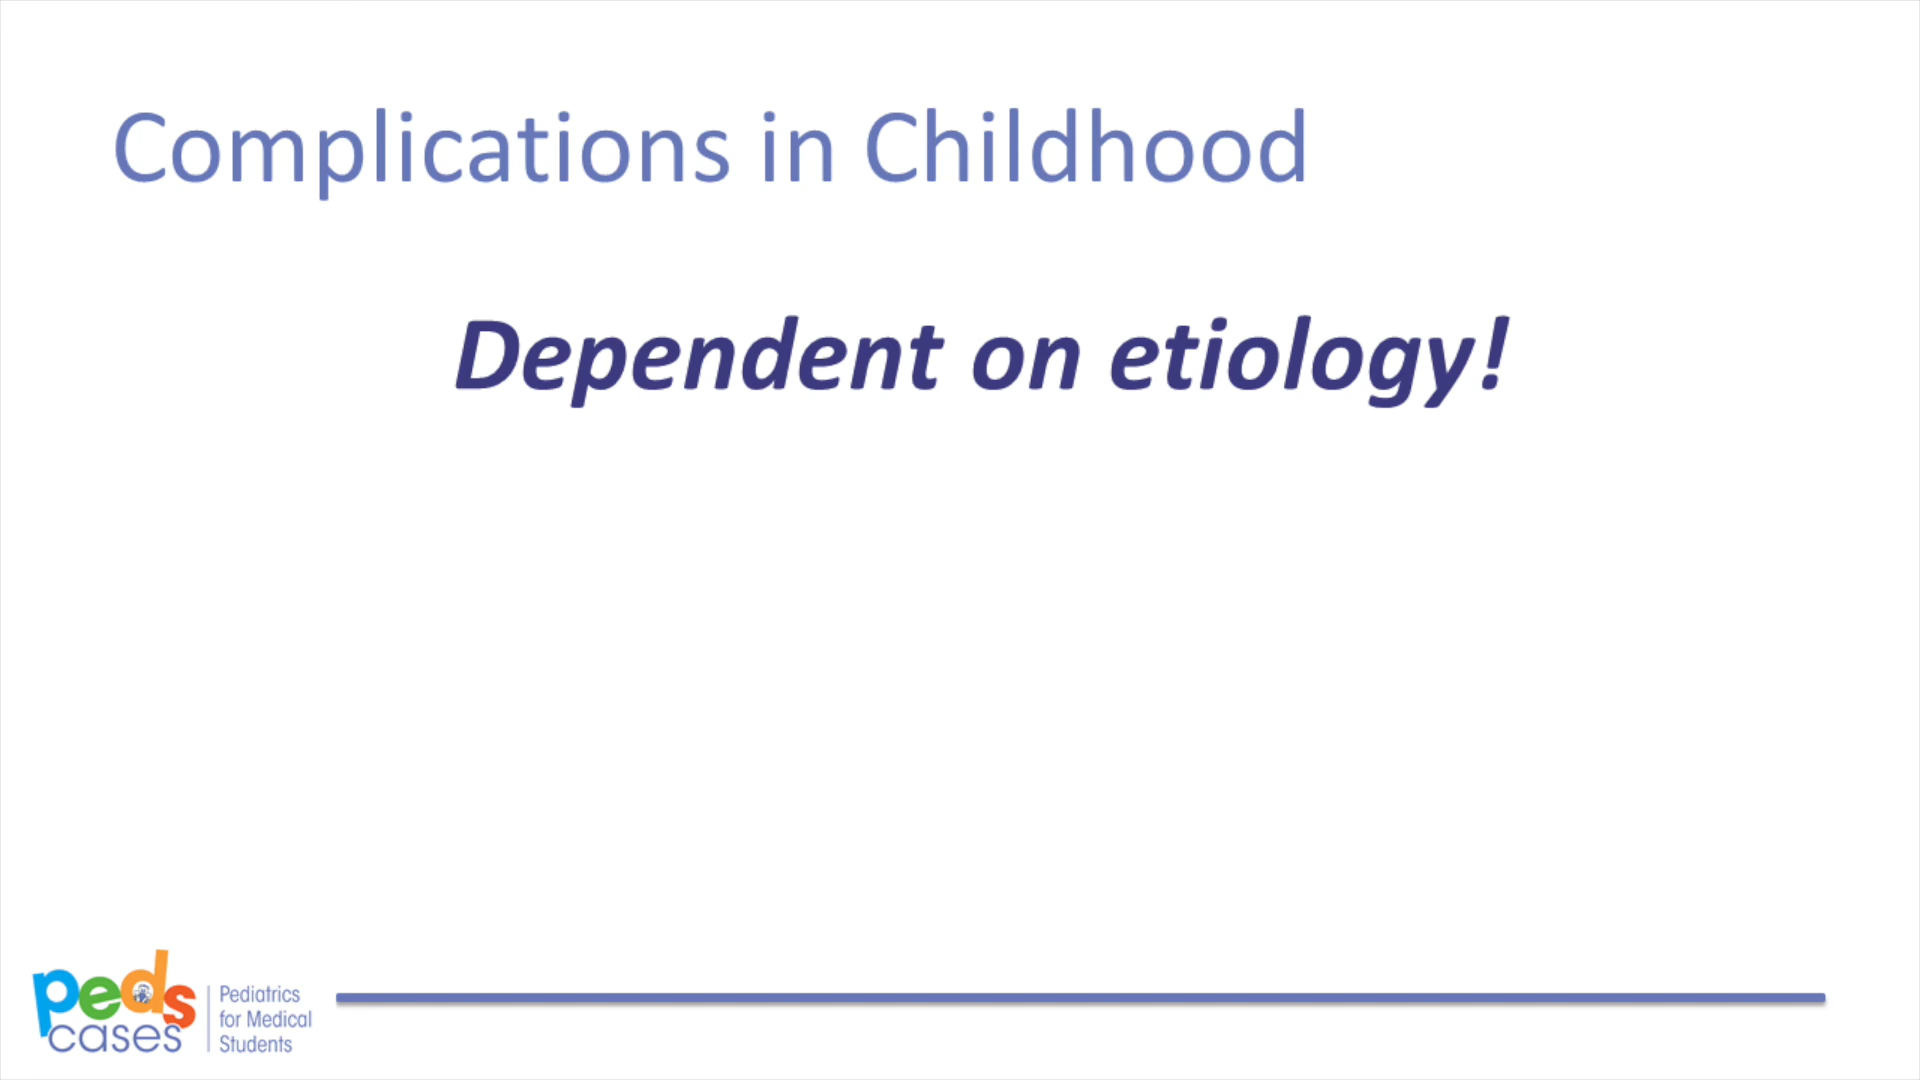 Complications in Childhood
Dependent on etiology!
peds
cases
Pediatrics
for Medical
Students